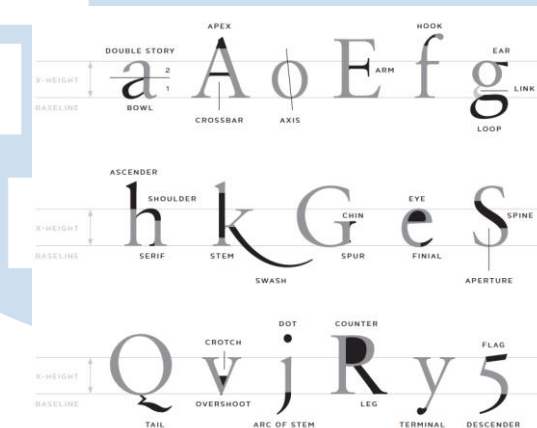 APEX HOOK
DOUBLE STORY EAR
a A o E f g
2
X-HEIGHT ARM
1 LINK
BASELINE BOWL
CROSSBAR AXIS
LOOP
ASCENDER
SHOULDER EYE
h k G e S
X-HEIGHT CHIN SPINE
BASELINE SERIF STEM SPUR FINIAL
SWASH APERTURE
DOT COUNTER
CROTCH FLAG
Q v j R y 5
X-HEIGHT
BASELINE OVERSHOOT LEG
TAIL ARC OF STEM TERMINAL DESCENDER